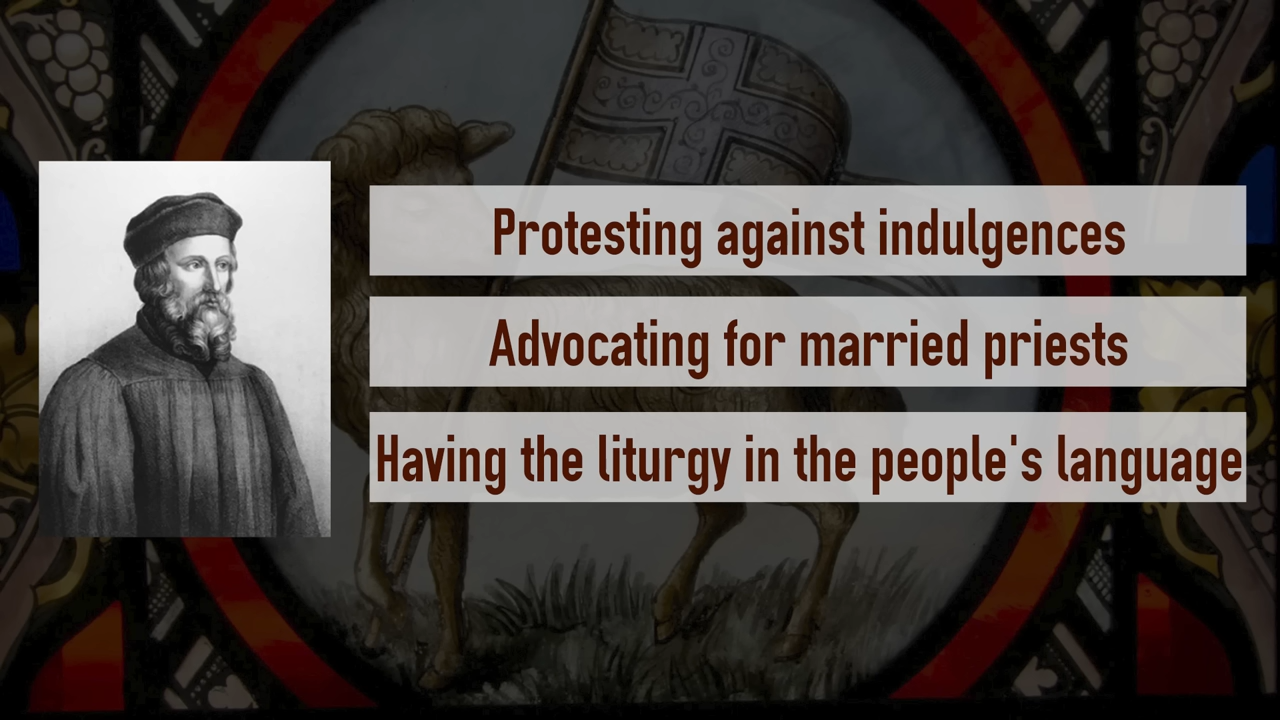 Protesting against indulgences
Advocating for married priests
Having the liturgy in the people's language